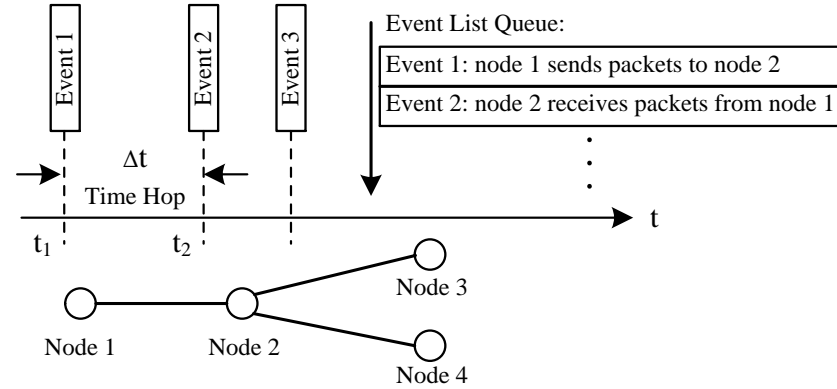 Event 1
Event 2
Event 3
Event List Queue:
Event 1: node 1 sends packets to node 2
Event 2: node 2 receives packets from node 1
Δt
Time Hop
t1
t2
t
Node 1
Node 2
Node 3
Node 4